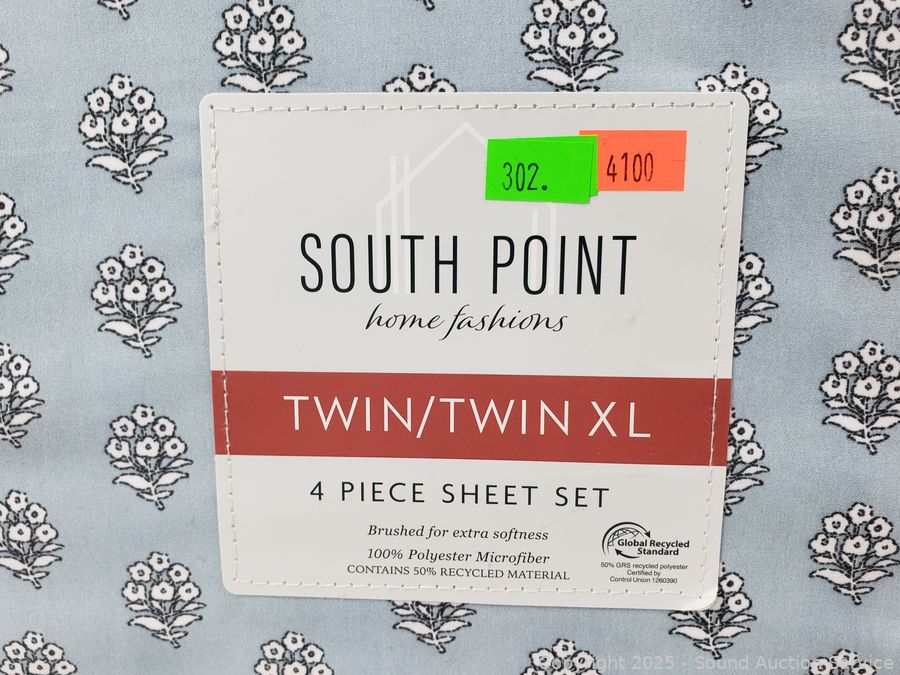 302.
4100
SOUTH POINT
home fashions
TWIN/TWIN XL
4 PIECE SHEET SET
Brushed for extra softness
100% Polyester Microfiber
CONTAINS 50% RECYCLED MATERIAL
Global Recycled
Standard
50% GRS recycled polyester
Certified by
Control Union 1260390
Copyright 2025 - Sound Auction Service